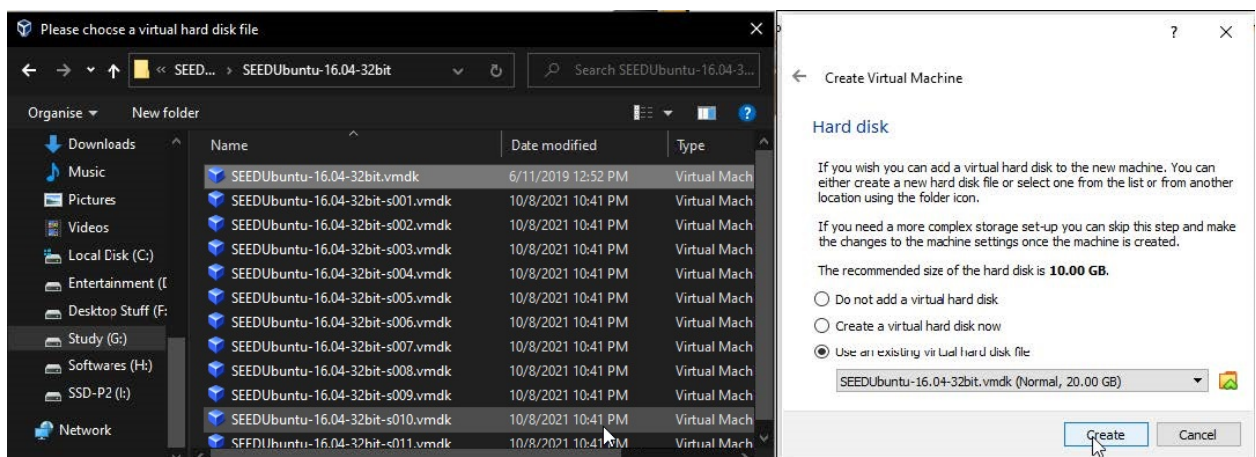 Please choose a virtual hard disk file
« SEED... › SEEDUbuntu-16.04-32bit
Search SEEDUbuntu-16.04-3...
Organise
New folder
Downloads
Music
Pictures
Videos
Local Disk (C:)
Entertainment (D
Desktop Stuff (F:
Study (G:)
Softwares (H:)
SSD-P2 (I:)
Network
Name Date modified Type
SEEDUbuntu-16.04-32bit.vmdk 6/11/2019 12:52 PM Virtual Mach
SEEDUbuntu-16.04-32bit-s001.vmdk 10/8/2021 10:41 PM Virtual Mach
SEEDUbuntu-16.04-32bit-s002.vmdk 10/8/2021 10:41 PM Virtual Mach
SEEDUbuntu-16.04-32bit-s003.vmdk 10/8/2021 10:41 PM Virtual Mach
SEEDUbuntu-16.04-32bit-s004.vmdk 10/8/2021 10:41 PM Virtual Mach
SEEDUbuntu-16.04-32bit-s005.vmdk 10/8/2021 10:41 PM Virtual Mach
SEEDUbuntu-16.04-32bit-s006.vmdk 10/8/2021 10:41 PM Virtual Mach
SEEDUbuntu-16.04-32bit-s007.vmdk 10/8/2021 10:41 PM Virtual Mach
SEEDUbuntu-16.04-32bit-s008.vmdk 10/8/2021 10:41 PM Virtual Mach
SEEDUbuntu-16.04-32bit-s009.vmdk 10/8/2021 10:41 PM Virtual Mach
SEEDUbuntu-16.04-32bit-s010.vmdk 10/8/2021 10:41 PM Virtual Mach
SEEDUbuntu-16.04-32bit-s011.vmdk 10/8/2021 10:41 PM Virtual Mach
?
Create Virtual Machine
Hard disk
If you wish you can add a virtual hard disk to the new machine. You can
either create a new hard disk file or select one from the list or from another
location using the folder icon.
If you need a more complex storage set-up you can skip this step and make
the changes to the machine settings once the machine is created.
The recommended size of the hard disk is 10.00 GB.
Do not add a virtual hard disk
Create a virtual hard disk now
Use an existing virtual hard disk file
SEEDUbuntu-16.04-32bit.vmdk (Normal, 20.00 GB)
Create
Cancel